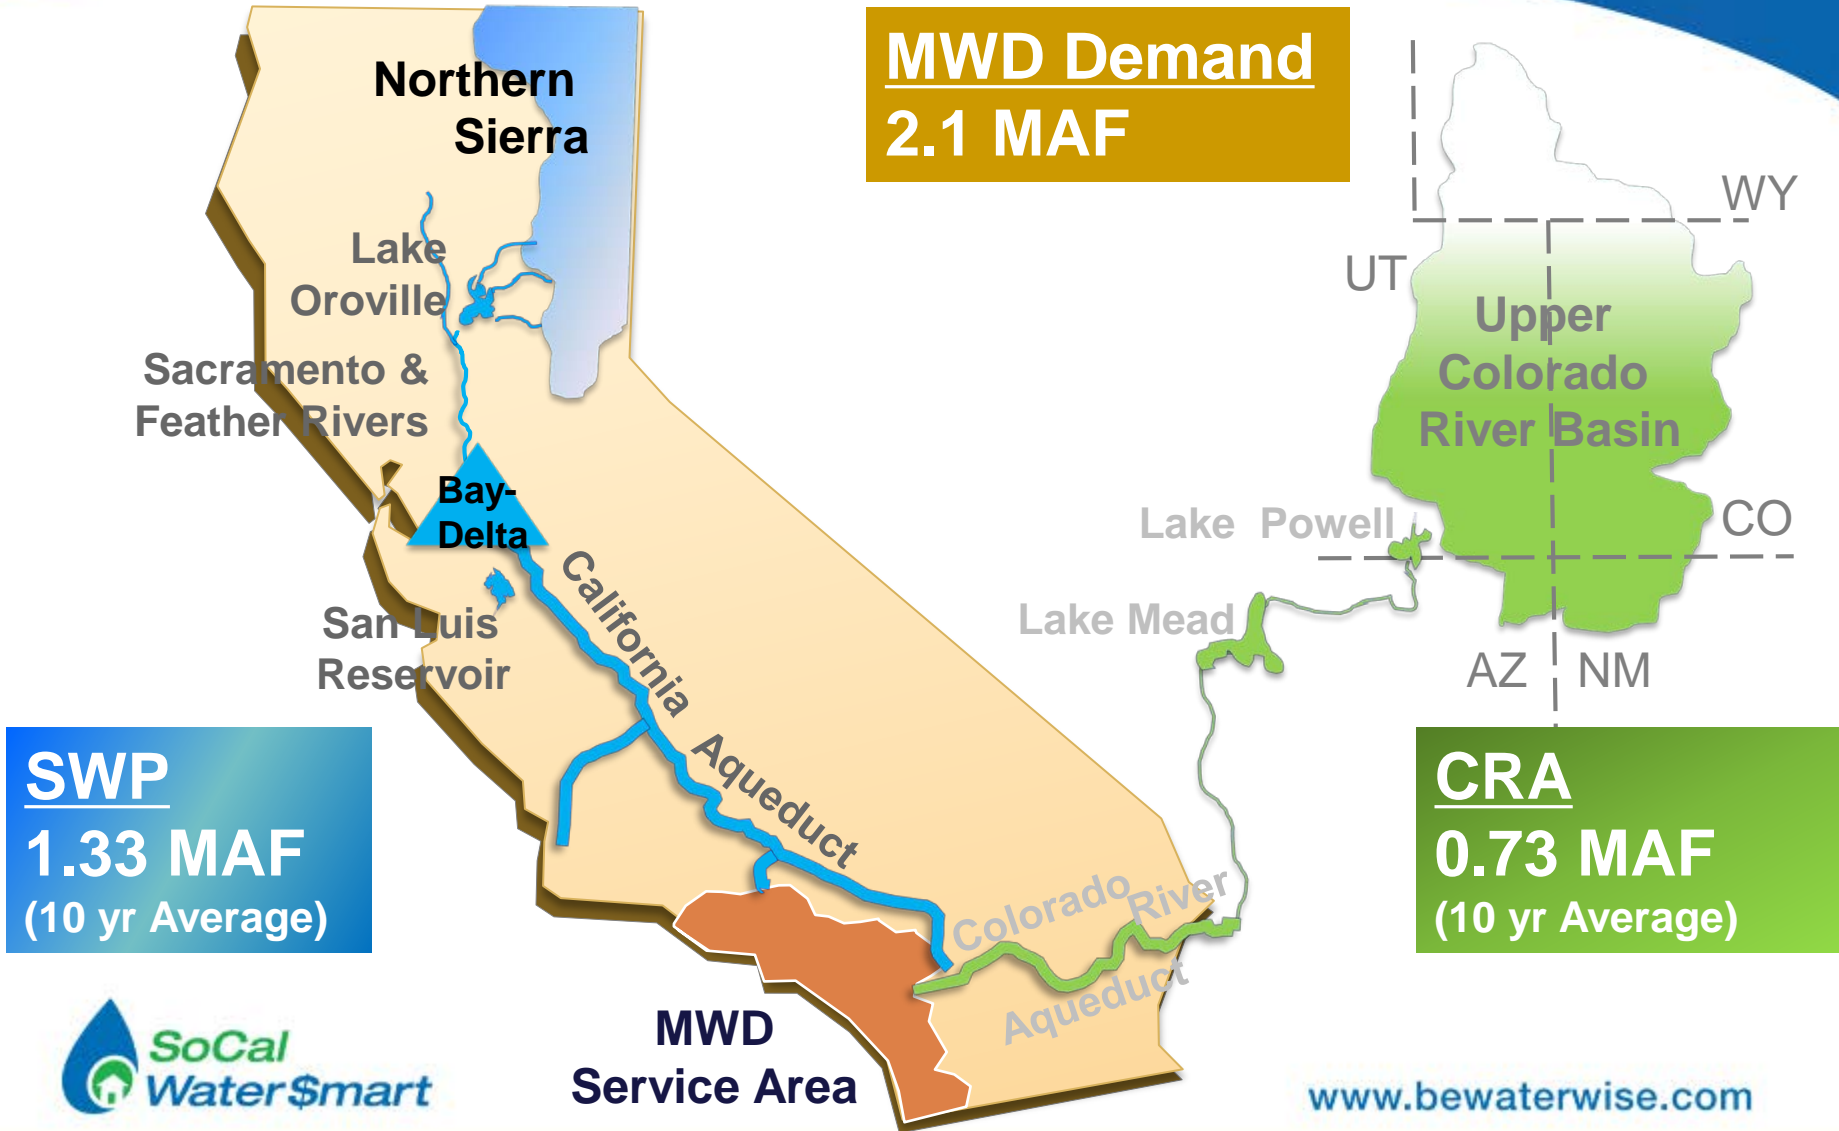 Northern
Sierra
MWD Demand
2.1 MAF
WY
UT
Lake
Oroville
Upper
Colorado
River Basin
Sacramento &
Feather Rivers
Bay-
Delta
Lake Powell
CO
California
Aqueduct
San Luis
Reservoir
Lake Mead
AZ
NM
SWP
1.33 MAF
(10 yr Average)
CRA
0.73 MAF
(10 yr Average)
Colorado River
Aqueduct
MWD
Service Area
SoCal
Water$mart
www.bewaterwise.com